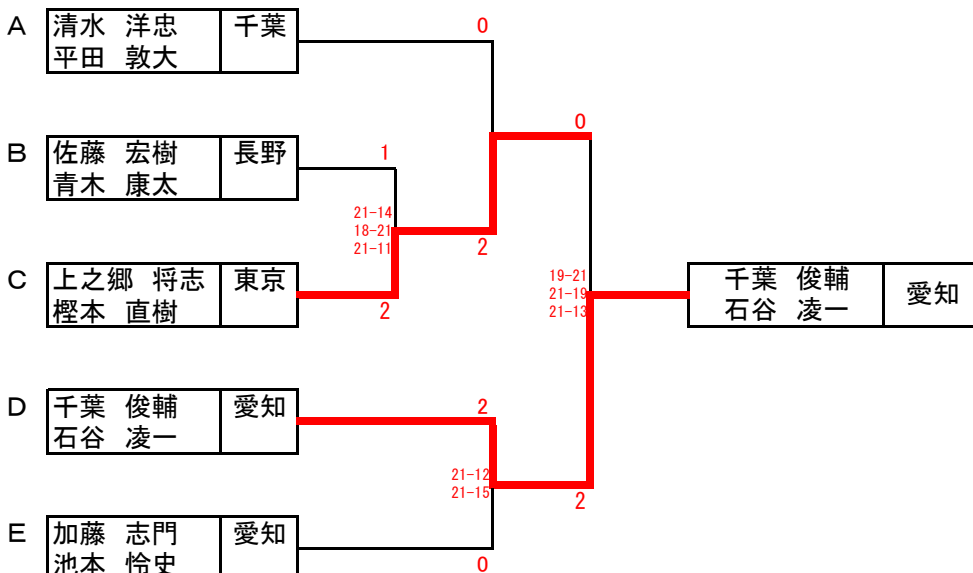 A 清水 洋忠 千葉
平田 敦大
0
B 佐藤 宏樹 長野
青木 康太
1
0
21-14
18-21
21-11
2
C 上之郷 将志 東京
樫本 直樹
2
19-21
21-19
21-13
千葉 俊輔 愛知
石谷 凌一
D 千葉 俊輔 愛知
石谷 凌一
2
21-12
21-15
2
E 加藤 志門 愛知
池本 怜史
0